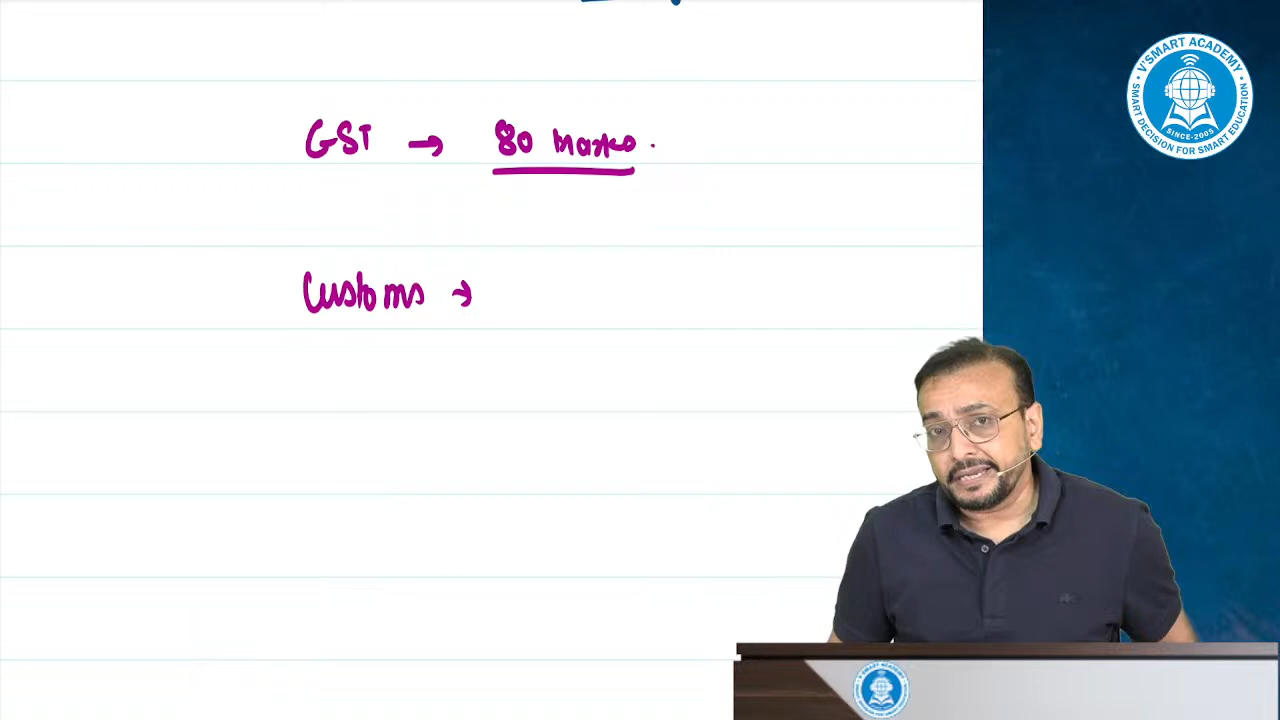 V'SMART ACADEMY
SMART DECISION FOR SMART EDUCATION
SINCE-2005
GST → 80 Marks.
Customs →